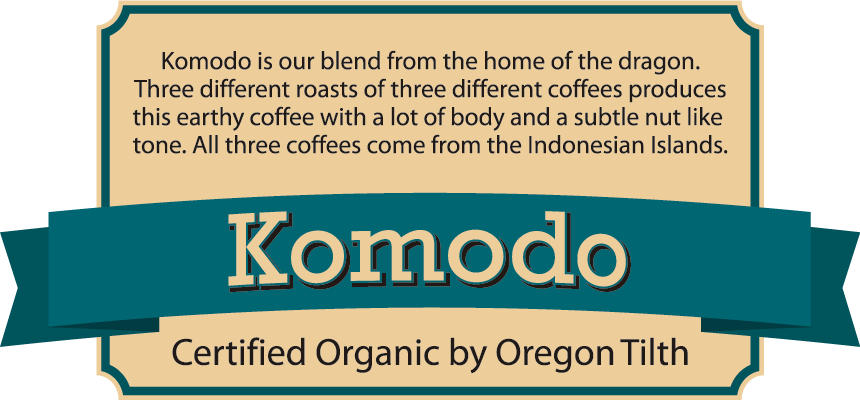 Komodo is our blend from the home of the dragon.
Three different roasts of three different coffees produces
this earthy coffee with a lot of body and a subtle nut like
tone. All three coffees come from the Indonesian Islands.
Komodo
Certified Organic by Oregon Tilth